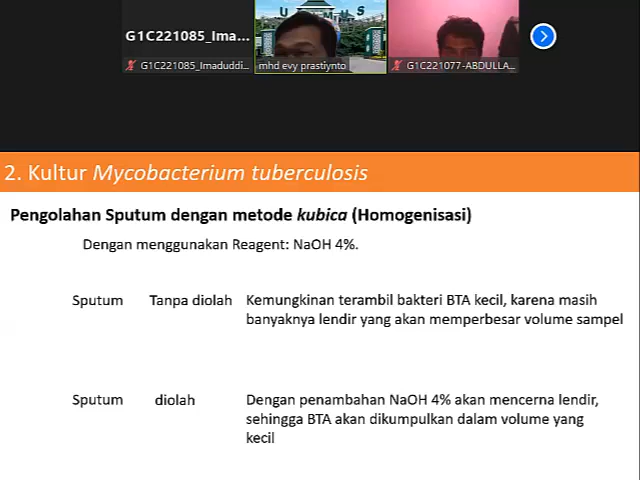 G1C221085_Ima...
U M U S
G1C221085_Imaduddi...
mhd evy prastiynto
G1C221077-ABDULLA...
2. Kultur Mycobacterium tuberculosis
Pengolahan Sputum dengan metode kubica (Homogenisasi)
Dengan menggunakan Reagent: NaOH 4%.
Sputum Tanpa diolah Kemungkinan terambil bakteri BTA kecil, karena masih
banyaknya lendir yang akan memperbesar volume sampel
Sputum diolah Dengan penambahan NaOH 4% akan mencerna lendir,
sehingga BTA akan dikumpulkan dalam volume yang
kecil